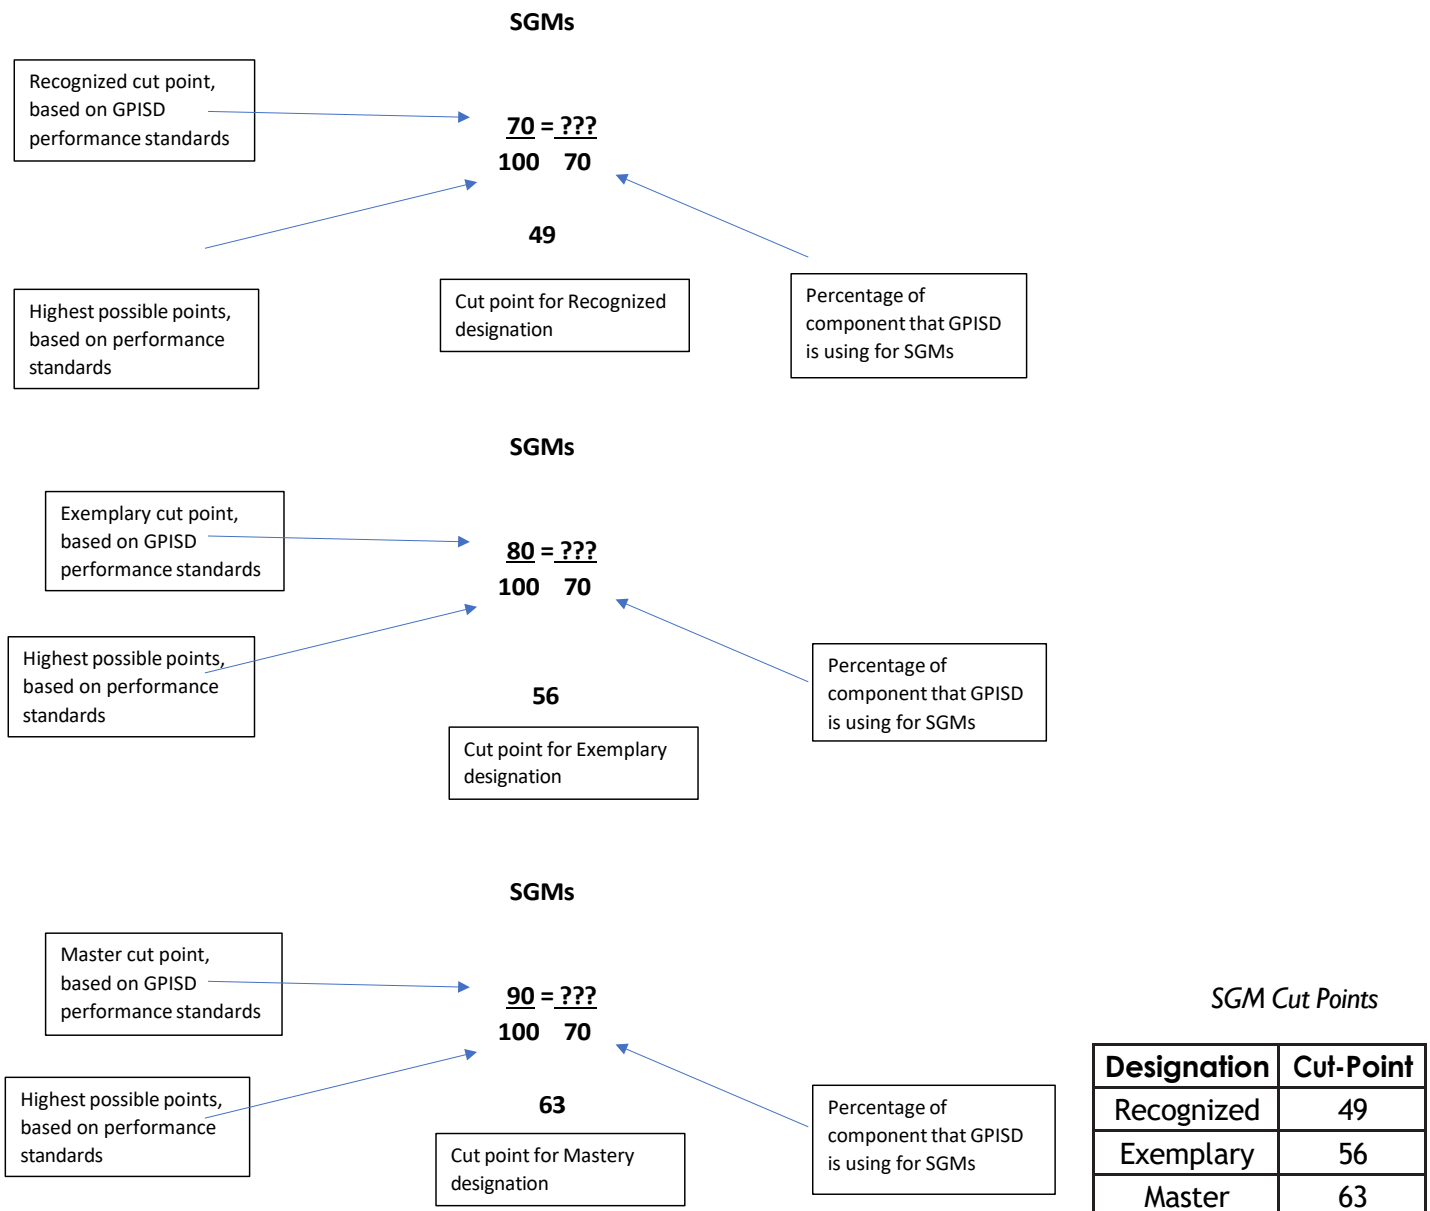 SGMs
Recognized cut point,
based on GPISD
performance standards
70 = ???
100 70
49
Highest possible points,
based on performance
standards
Cut point for Recognized
designation
Percentage of
component that GPISD
is using for SGMs
SGMs
Exemplary cut point,
based on GPISD
performance standards
80 = ???
100 70
Highest possible points,
based on performance
standards
56
Cut point for Exemplary
designation
Percentage of
component that GPISD
is using for SGMs
SGMs
Master cut point,
based on GPISD
performance standards
90 = ???
100 70
Highest possible points,
based on performance
standards
63
Cut point for Mastery
designation
Percentage of
component that GPISD
is using for SGMs
SGM Cut Points
Designation Cut-Point
Recognized 49
Exemplary 56
Master 63